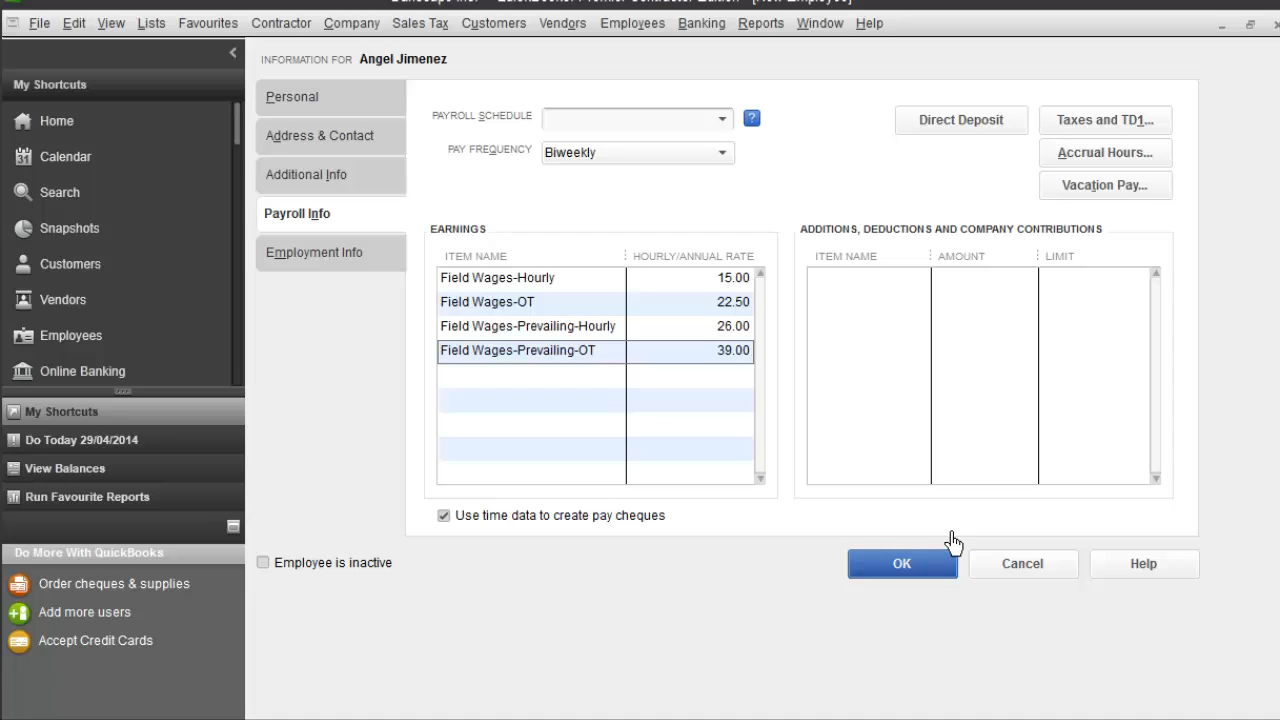 File Edit View Lists Favourites Contractor Company Sales Tax Customers Vendors Employees Banking Reports Window Help
My Shortcuts
Home
Calendar
Search
Snapshots
Customers
Vendors
Employees
Online Banking
My Shortcuts
Do Today 29/04/2014
View Balances
Run Favourite Reports
Do More With QuickBooks
Order cheques & supplies
Add more users
Accept Credit Cards
INFORMATION FOR Angel Jimenez
Personal
Address & Contact
Additional Info
Payroll Info
Employment Info
PAYROLL SCHEDULE ?
PAY FREQUENCY Biweekly
Direct Deposit
Taxes and TD1...
Accrual Hours...
Vacation Pay...
EARNINGS
ITEM NAME HOURLY/ANNUAL RATE
Field Wages-Hourly 15.00
Field Wages-OT 22.50
Field Wages-Prevailing-Hourly 26.00
Field Wages-Prevailing-OT 39.00
ADDITIONS, DEDUCTIONS AND COMPANY CONTRIBUTIONS
ITEM NAME AMOUNT LIMIT
Use time data to create pay cheques
Employee is inactive
OK Cancel Help